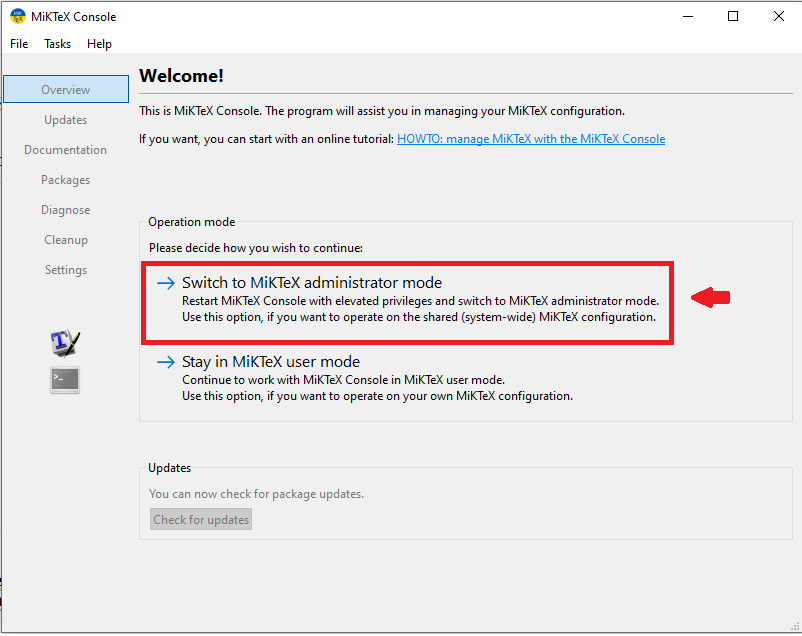 MiKTeX Console
File Tasks Help
Overview
Updates
Documentation
Packages
Diagnose
Cleanup
Settings
Welcome!
This is MiKTeX Console. The program will assist you in managing your MiKTeX configuration.
If you want, you can start with an online tutorial: HOWTO: manage MiKTeX with the MiKTeX Console
Operation mode
Please decide how you wish to continue:
Switch to MiKTeX administrator mode
Restart MiKTeX Console with elevated privileges and switch to MiKTeX administrator mode.
Use this option, if you want to operate on the shared (system-wide) MiKTeX configuration.
Stay in MiKTeX user mode
Continue to work with MiKTeX Console in MiKTeX user mode.
Use this option, if you want to operate on your own MiKTeX configuration.
Updates
You can now check for package updates.
Check for updates